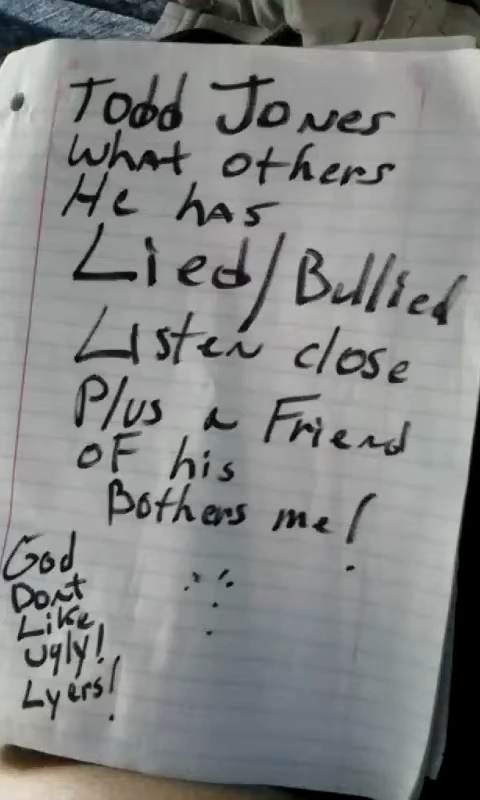 Todd Jones
What others
He has
Lied/Bullied
Listen close
Plus a Friend
of his
Bothers me!
God
Dont
Like
Ugly!
Lyers!